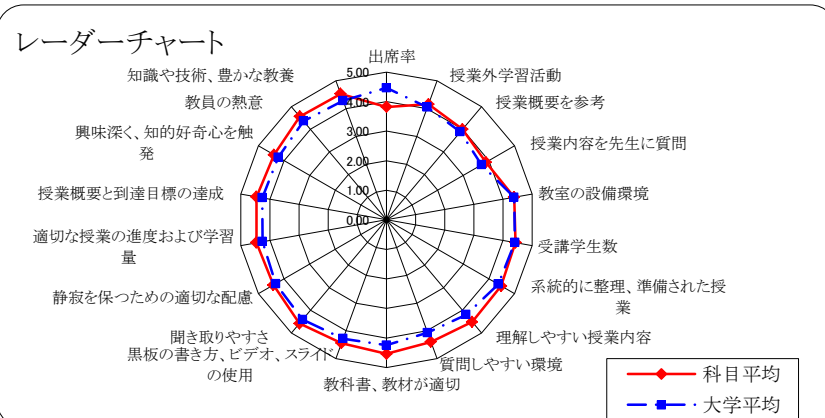 レーダーチャート
出席率
授業外学習活動
授業概要を参考
授業内容を先生に質問
教室の設備環境
受講学生数
系統的に整理、準備された授
業
理解しやすい授業内容
質問しやすい環境
教科書、教材が適切
黒板の書き方、ビデオ、スライド
の使用
聞き取りやすさ
静寂を保つための適切な配慮
適切な授業の進度および学習
量
授業概要と到達目標の達成
興味深く、知的好奇心を触
発
教員の熱意
知識や技術、豊かな教養
5.00
4.00
3.00
2.00
1.00
0.00
科目平均
大学平均